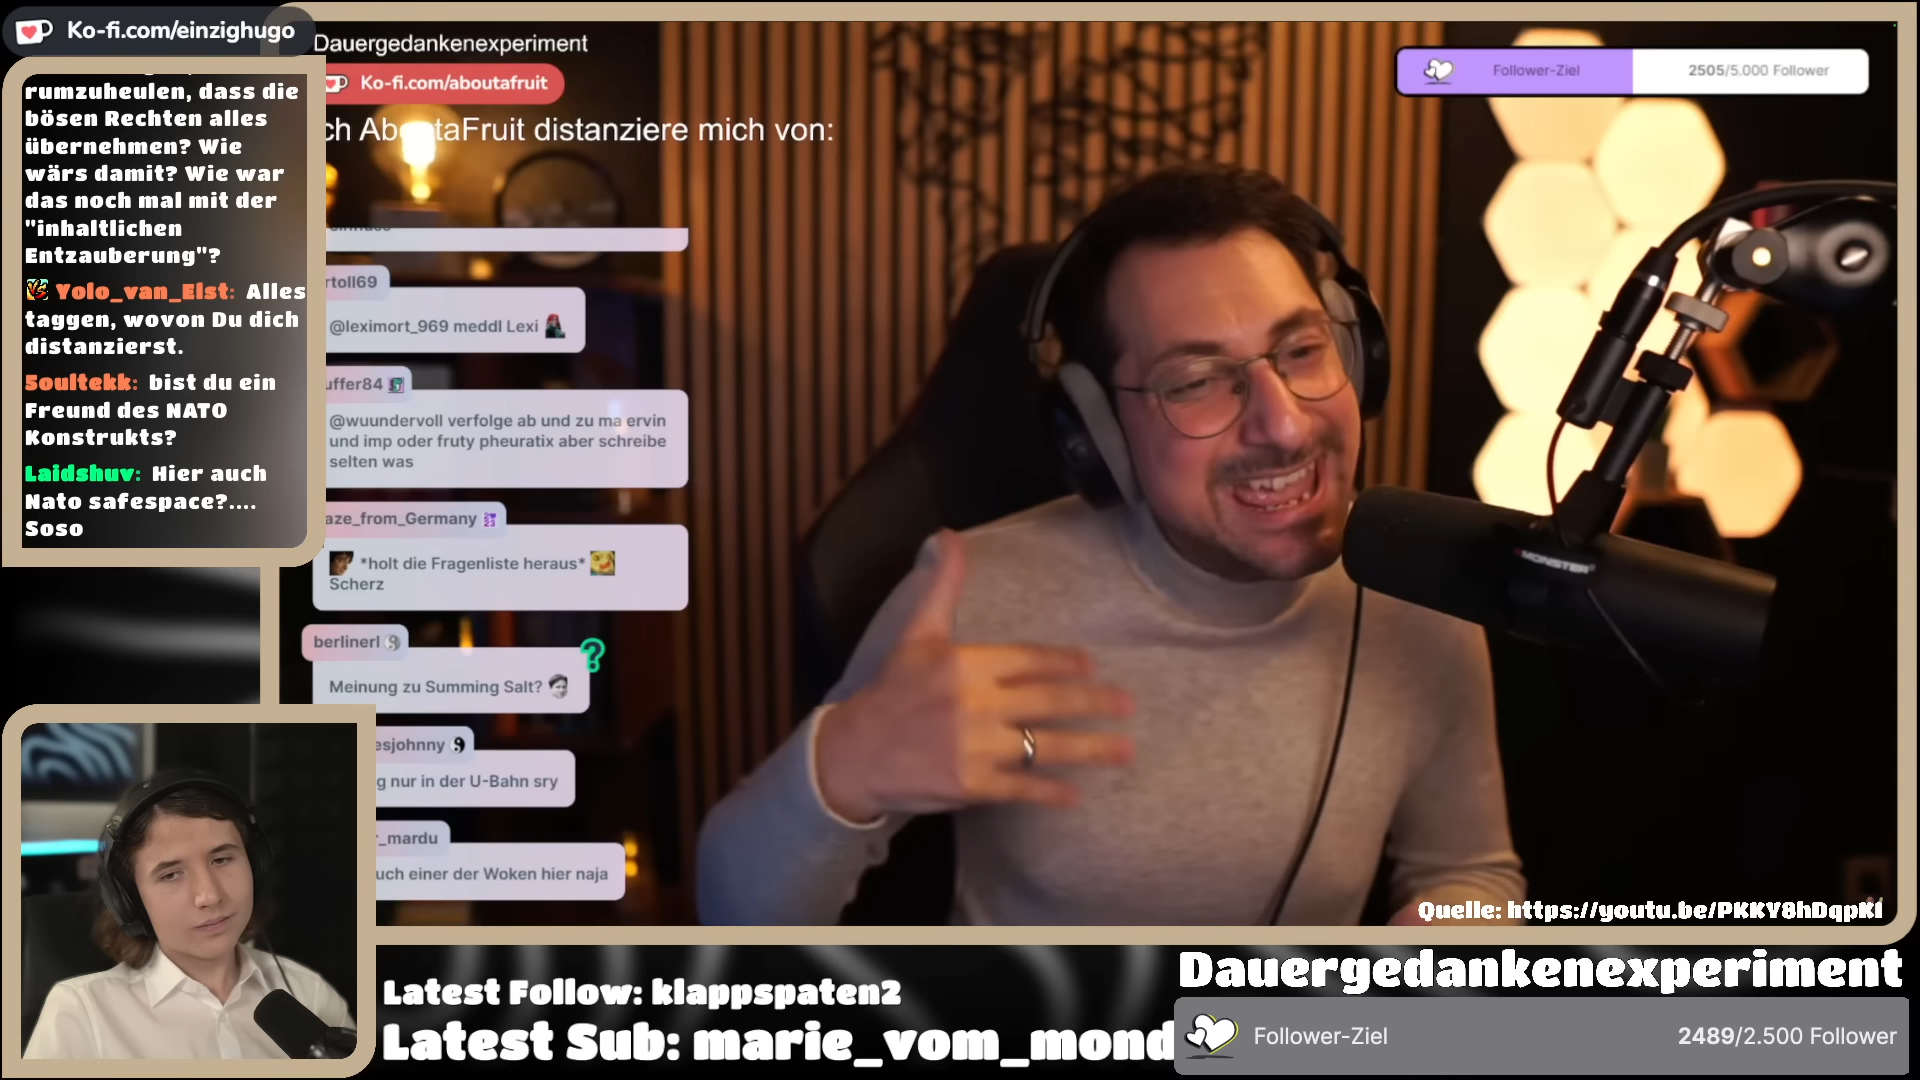 Ko-fi.com/einzighugo
rumzuheulen, dass die
bösen Rechten alles
übernehmen? Wie
wärs damit? Wie war
das noch mal mit der
"inhaltlichen
Entzauberung"?
Yolo_van_Elst: Alles
taggen, wovon Du dich
distanzierst.
5oultekk: bist du ein
Freund des NATO
Konstrukts?
Laidshuv: Hier auch
Nato safespace?....
Soso
Dauergedankenexperiment
Ko-fi.com/aboutafruit
ch AboutaFruit distanziere mich von:
Follower-Ziel
2505/5.000 Follower
rtoll69
@leximort_969 meddl Lexi
uffer84
@wuundervoll verfolge ab und zu ma ervin
und imp oder fruty pheuratix aber schreibe
selten was
aze_from_Germany
*holt die Fragenliste heraus*
Scherz
berlinerl
?
Meinung zu Summing Salt?
esjohnny
g nur in der U-Bahn sry
_mardu
uch einer der Woken hier naja
MONSTER
Quelle: https://youtu.be/PKKY8hDqpKI
Latest Follow: klappspaten2
Latest Sub: marie_vom_mond
Dauergedankenexperiment
Follower-Ziel
2489/2.500 Follower